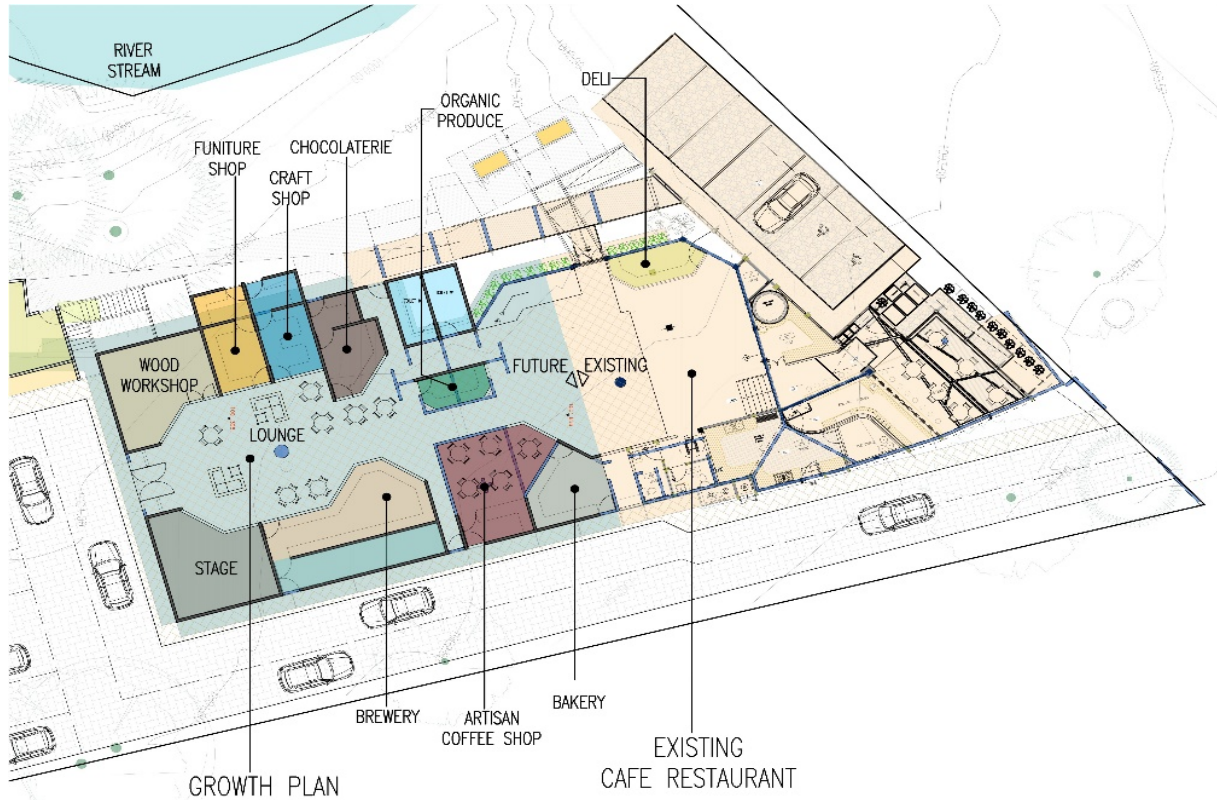 RIVER
STREAM
DELI
ORGANIC
PRODUCE
FUNITURE
SHOP
CHOCOLATERIE
CRAFT
SHOP
WOOD
WORKSHOP
FUTURE
EXISTING
LOUNGE
STAGE
BREWERY
ARTISAN
COFFEE SHOP
BAKERY
EXISTING
CAFE RESTAURANT
GROWTH PLAN